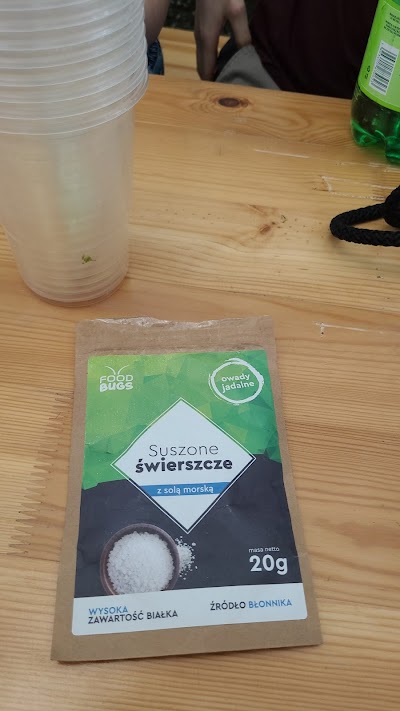 FOOD
BUGS
owady
jadalne
Suszone
świerszcze
z solą morską
masa netto
20g
WYSOKA
ZAWARTOŚĆ BIAŁKA
ŹRÓDŁO BŁONNIKA